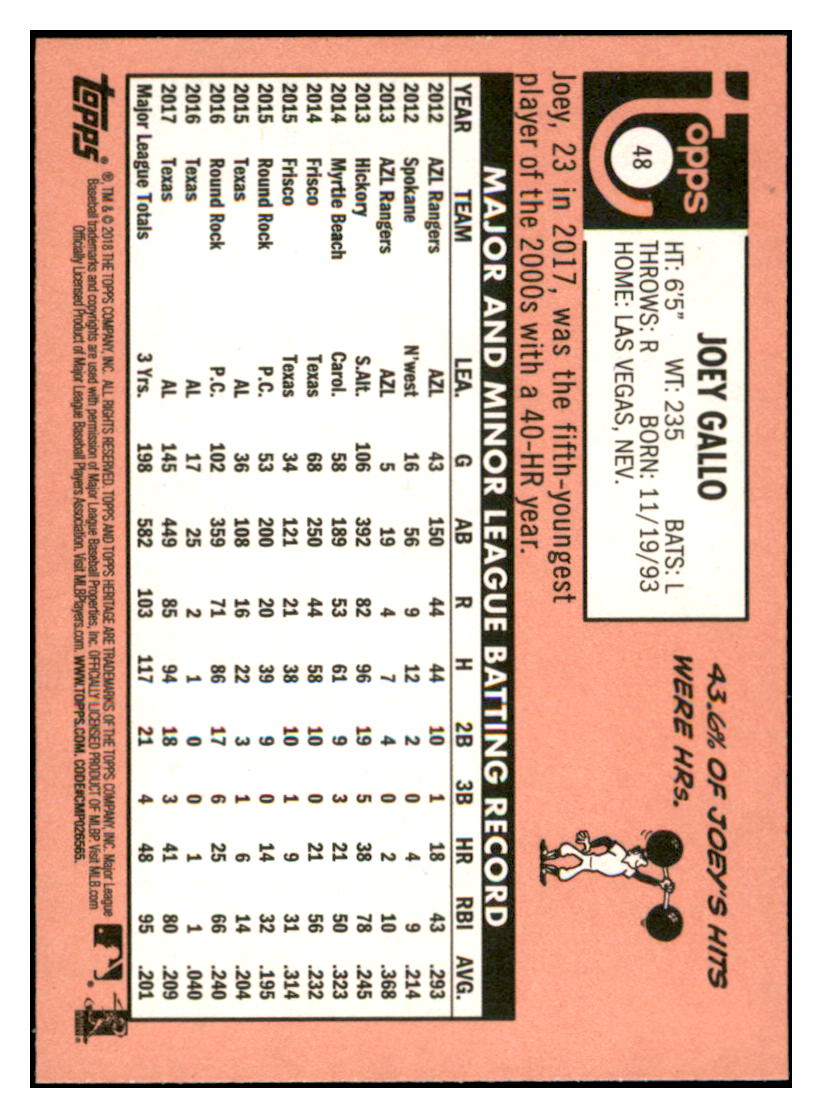 Topps
48
JOEY GALLO
HT: 6'5" WT: 235 BATS: L
THROWS: R BORN: 11/19/93
HOME: LAS VEGAS, NEV.
43.6% OF JOEY'S HITS
WERE HRs.
Joey, 23 in 2017, was the fifth-youngest
player of the 2000s with a 40-HR year.
MAJOR AND MINOR LEAGUE BATTING RECORD
YEAR TEAM LEA. G AB R H 2B 3B HR RBI AVG.
2012 AZL Rangers AZL 43 150 44 44 10 1 18 43 .293
2012 Spokane N'west 16 56 9 12 2 0 4 9 .214
2013 AZL Rangers AZL 5 19 4 7 4 0 2 10 .368
2013 Hickory S.Atl. 106 392 82 96 19 5 38 78 .245
2014 Myrtle Beach Carol. 58 189 53 61 9 3 21 50 .323
2014 Frisco Texas 68 250 44 58 10 0 21 56 .232
2015 Frisco Texas 34 121 21 38 10 1 9 31 .314
2015 Round Rock P.C. 53 200 20 39 9 0 14 32 .195
2015 Texas AL 36 108 16 22 3 1 6 14 .204
2016 Round Rock P.C. 102 359 71 86 17 6 25 66 .240
2016 Texas AL 17 25 2 1 0 0 1 1 .040
2017 Texas AL 145 449 85 94 18 3 41 80 .209
Major League Totals 3 Yrs. 198 582 103 117 21 4 48 95 .201
topps
®, TM & © 2018 THE TOPPS COMPANY, INC. ALL RIGHTS RESERVED. TOPPS AND TOPPS HERITAGE ARE TRADEMARKS OF THE TOPPS COMPANY, INC. Major League
Baseball trademarks and copyrights are used with permission of Major League Baseball Properties, Inc. OFFICIALLY LICENSED PRODUCT OF MLBP. Visit MLB.com
Officially Licensed Product of Major League Baseball Players Association. Visit MLBPlayers.com. WWW.TOPPS.COM. CODE#CMP026565.